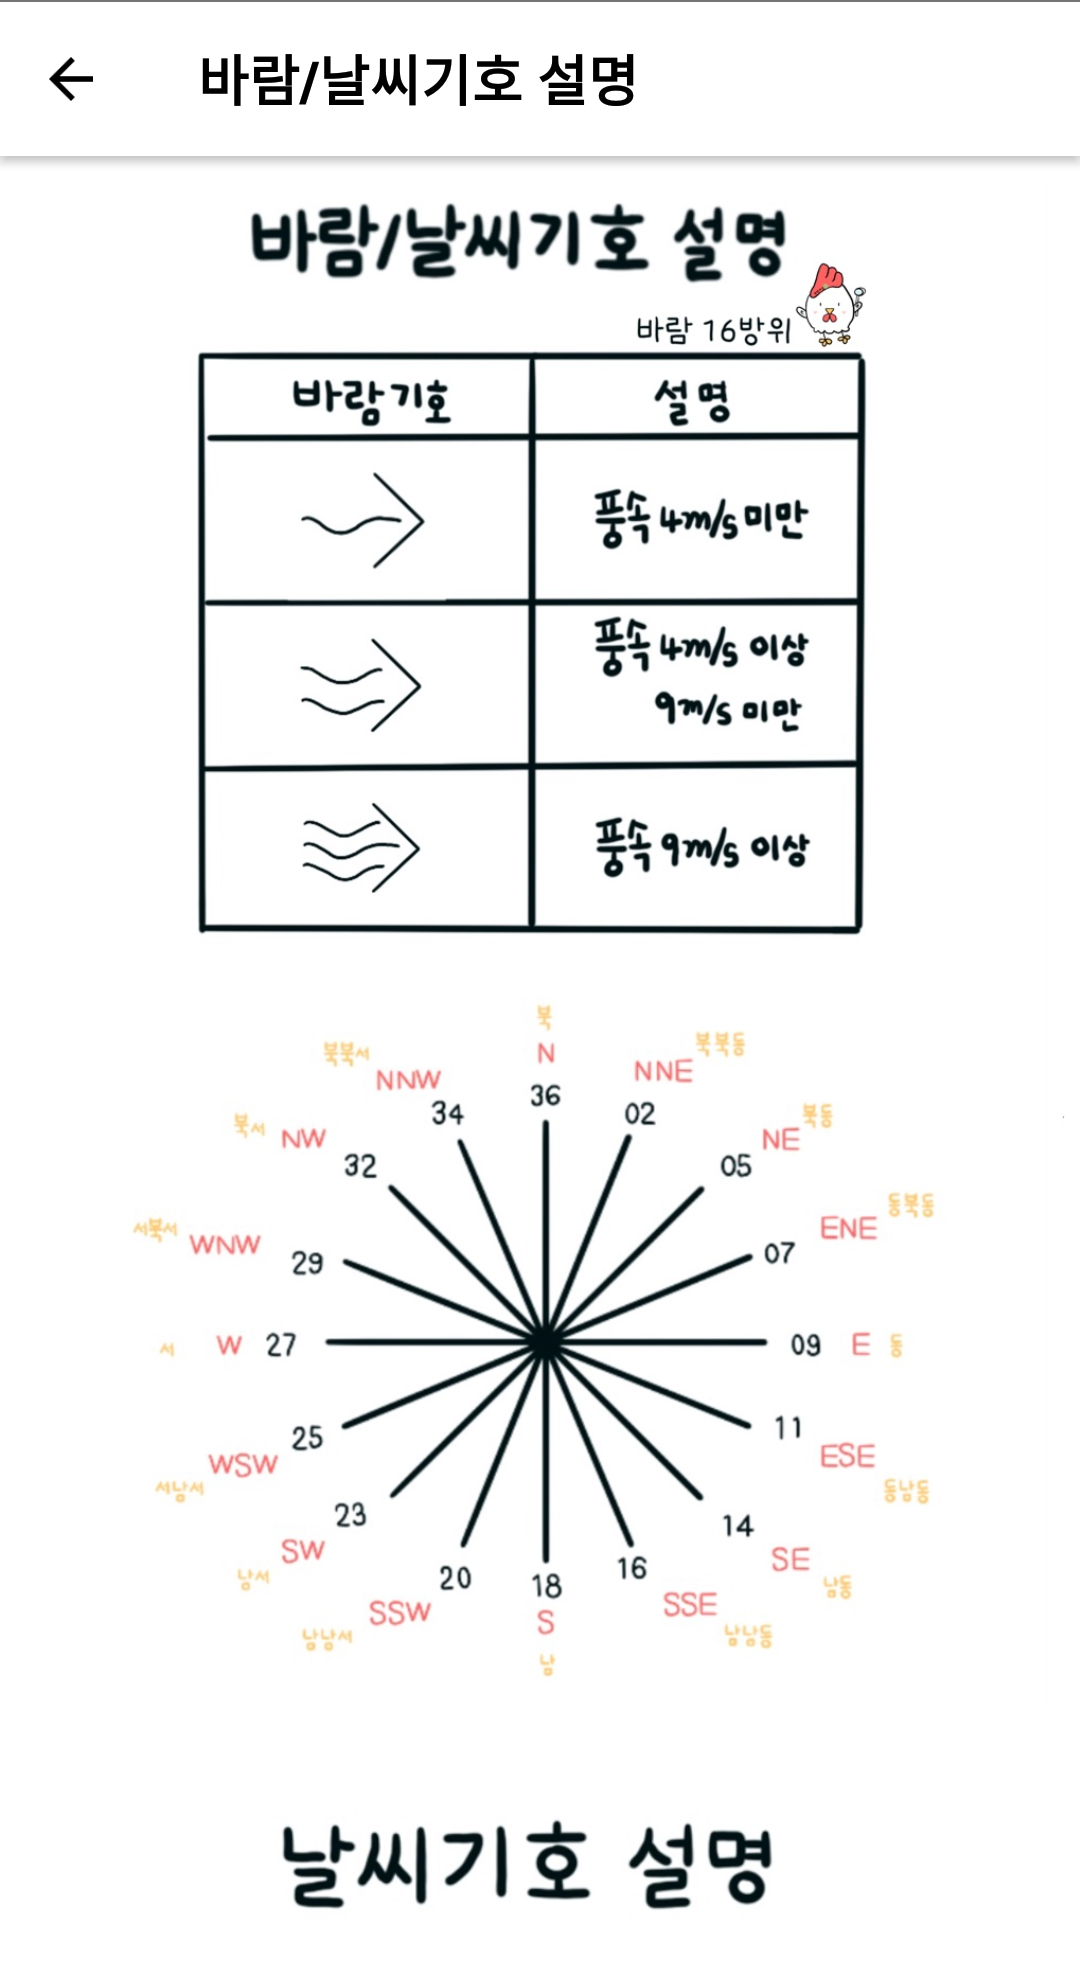 바람/날씨기호 설명
바람/날씨기호 설명
바람 16방위
바람기호
설명
풍속 4m/s 미만
풍속 4m/s 이상
9m/s 미만
풍속 9m/s 이상
북
N
36
북북동
NNE
02
북동
NE
05
동북동
ENE
07
09 E 동
11
ESE
동남동
14
SE
남동
16
SSE
남남동
18
S
남
20
SSW
남남서
23
SW
남서
25
WSW
서남서
서 W 27
서북서 WNW 29
북서 NW
32
북북서
NNW
34
날씨기호 설명